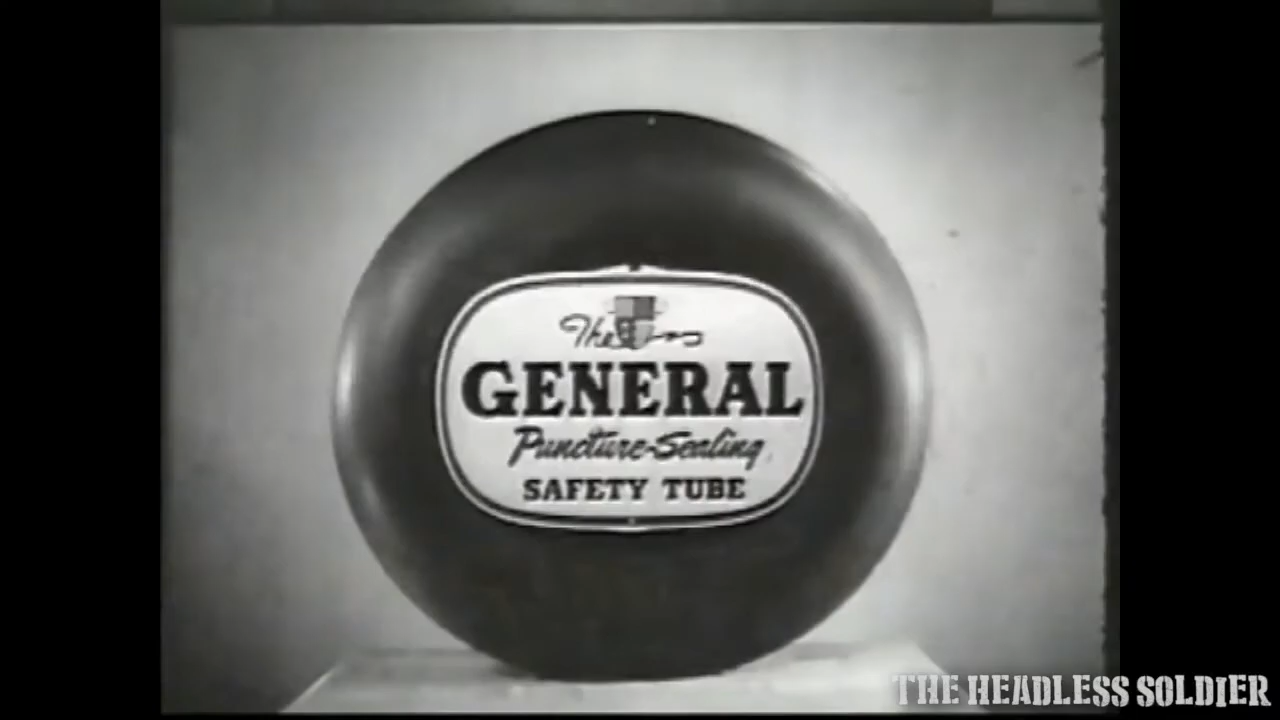 The
GENERAL
Puncture-Sealing
SAFETY TUBE
THE HEADLESS SOLDIER